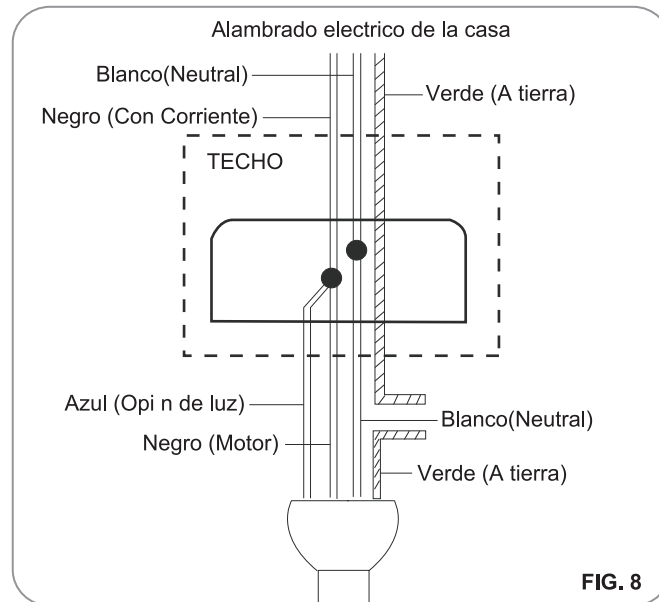 Alambrado electrico de la casa
Blanco(Neutral)
Verde (A tierra)
Negro (Con Corriente)
TECHO
Azul (Opi n de luz)
Blanco(Neutral)
Negro (Motor)
Verde (A tierra)
FIG. 8